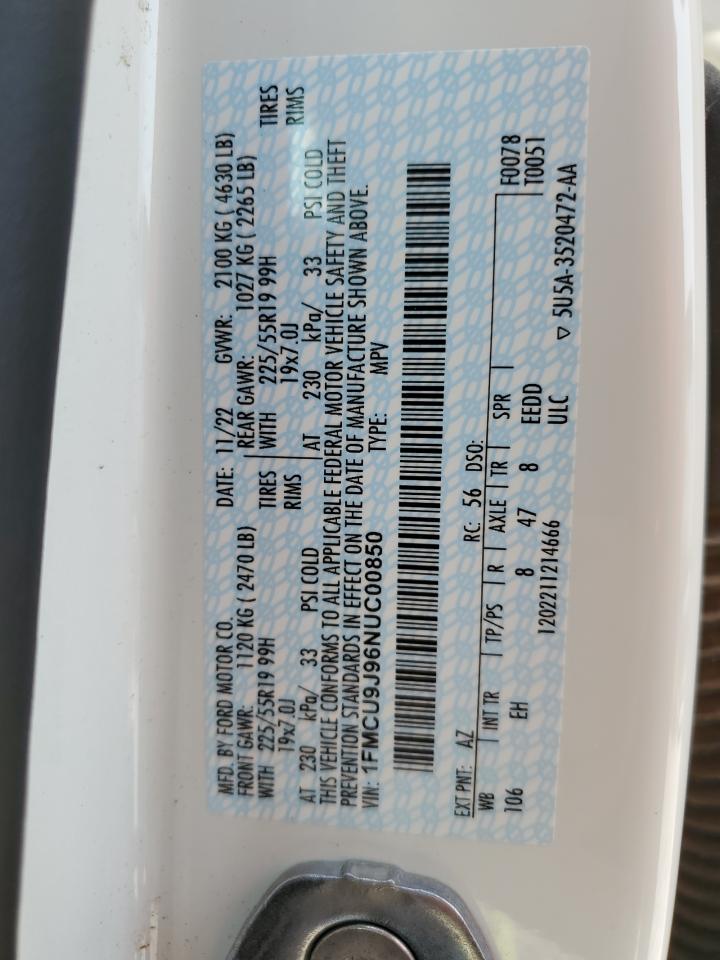 MFD. BY FORD MOTOR CO. DATE: 11/22 GVWR: 2100 KG ( 4630 LB)
FRONT GAWR: 1120 KG ( 2470 LB) REAR GAWR: 1027 KG ( 2265 LB)
WITH 225/55R19 99H TIRES WITH 225/55R19 99H TIRES
19x7.0J RIMS 19x7.0J RIMS
AT 230 kPa/ 33 PSI COLD AT 230 kPa/ 33 PSI COLD
THIS VEHICLE CONFORMS TO ALL APPLICABLE FEDERAL MOTOR VEHICLE SAFETY AND THEFT
PREVENTION STANDARDS IN EFFECT ON THE DATE OF MANUFACTURE SHOWN ABOVE.
VIN: 1FMCU9J96NUC00850 TYPE: MPV
EXT PNT: AZ RC: 56 DSO: F0078
WB INT TR TP/PS R AXLE TR SPR T0051
106 EH 8 47 8 EEDD
1202211214666 ULC
▽ 5U5A-3520472-AA